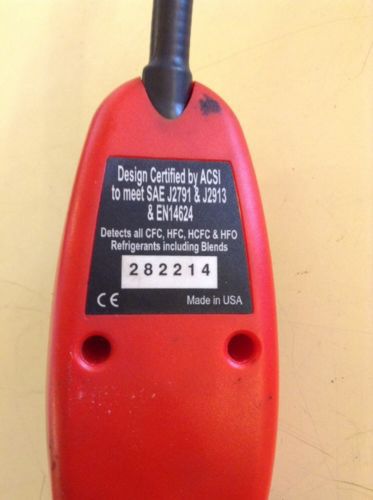 Design Certified by ACSI
to meet SAE J2791 & J2913
& EN14624
Detects all CFC, HFC, HCFC & HFO
Refrigerants including Blends
282214
CE Made in USA